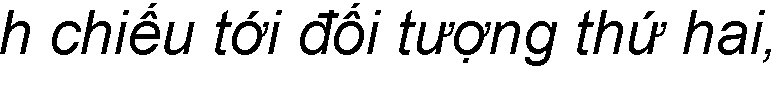 h chiếu tới đối tượng thứ hai,